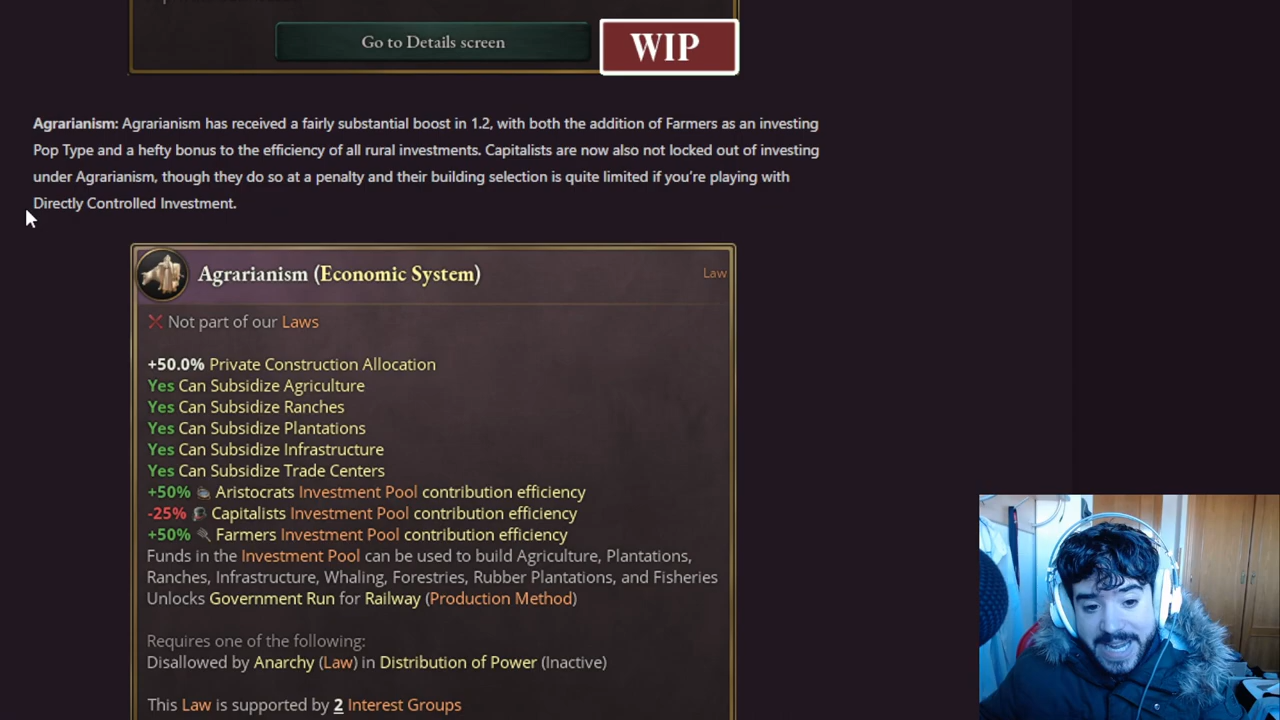 Go to Details screen
WIP
Agrarianism: Agrarianism has received a fairly substantial boost in 1.2, with both the addition of Farmers as an investing
Pop Type and a hefty bonus to the efficiency of all rural investments. Capitalists are now also not locked out of investing
under Agrarianism, though they do so at a penalty and their building selection is quite limited if you're playing with
Directly Controlled Investment.
Agrarianism (Economic System)
Law
Not part of our Laws
+50.0% Private Construction Allocation
Yes Can Subsidize Agriculture
Yes Can Subsidize Ranches
Yes Can Subsidize Plantations
Yes Can Subsidize Infrastructure
Yes Can Subsidize Trade Centers
+50% Aristocrats Investment Pool contribution efficiency
-25% Capitalists Investment Pool contribution efficiency
+50% Farmers Investment Pool contribution efficiency
Funds in the Investment Pool can be used to build Agriculture, Plantations,
Ranches, Infrastructure, Whaling, Forestries, Rubber Plantations, and Fisheries
Unlocks Government Run for Railway (Production Method)
Requires one of the following:
Disallowed by Anarchy (Law) in Distribution of Power (Inactive)
This Law is supported by 2 Interest Groups